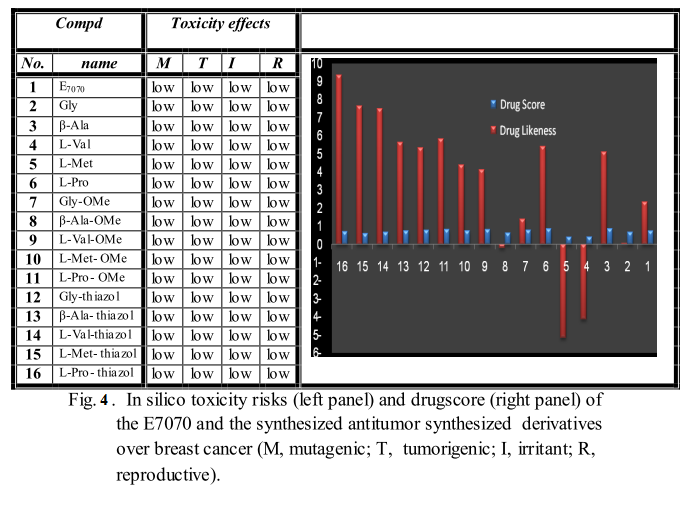 Compd Toxicity effects
No. name M T I R
1 E7070 low low low low
2 Gly low low low low
3 β-Ala low low low low
4 L-Val low low low low
5 L-Met low low low low
6 L-Pro low low low low
7 Gly-OMe low low low low
8 β-Ala-OMe low low low low
9 L-Val-OMe low low low low
10 L-Met- OMe low low low low
11 L-Pro- OMe low low low low
12 Gly-thiazol low low low low
13 β-Ala- thiazol low low low low
14 L-Val-thiazol low low low low
15 L-Met- thiazol low low low low
16 L-Pro- thiazol low low low low
10
9
8
7
6
5
4
3
2
1
0
1-
2-
3-
4-
5-
6-
Drug Score
Drug Likeness
16 15 14 13 12 11 10 9 8 7 6 5 4 3 2 1
Fig. 4 . In silico toxicity risks (left panel) and drugscore (right panel) of
the E7070 and the synthesized antitumor synthesized derivatives
over breast cancer (M, mutagenic; T, tumorigenic; I, irritant; R,
reproductive).